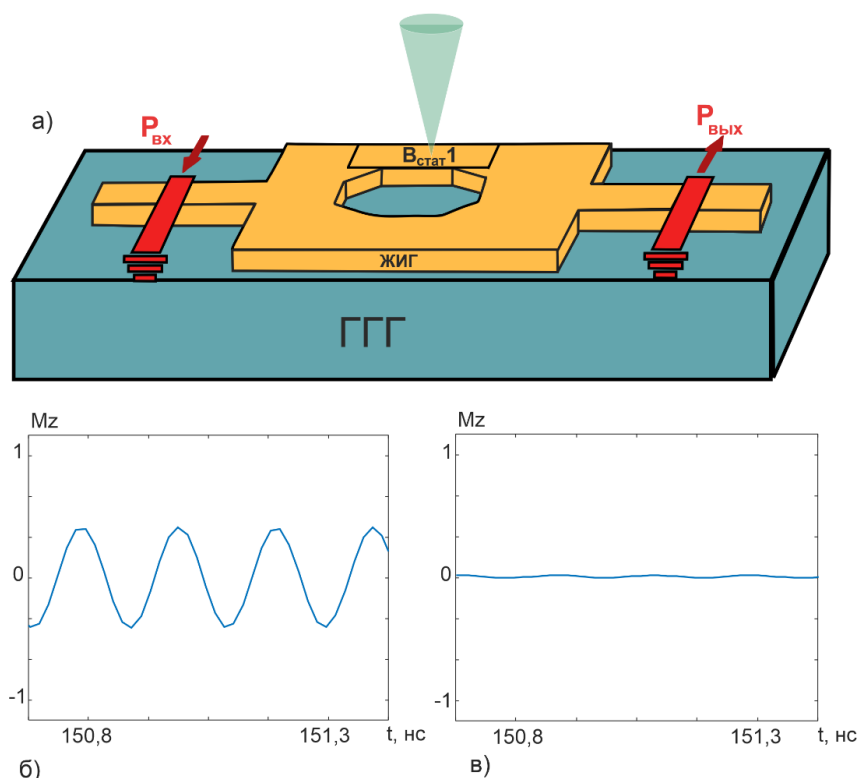 а)
Pвх
Pвых
Bстат1
ЖИГ
ГГГ
Mz
1
0
-1
150,8
151,3
t, нс
б)
Mz
1
0
-1
150,8
151,3
t, нс
в)